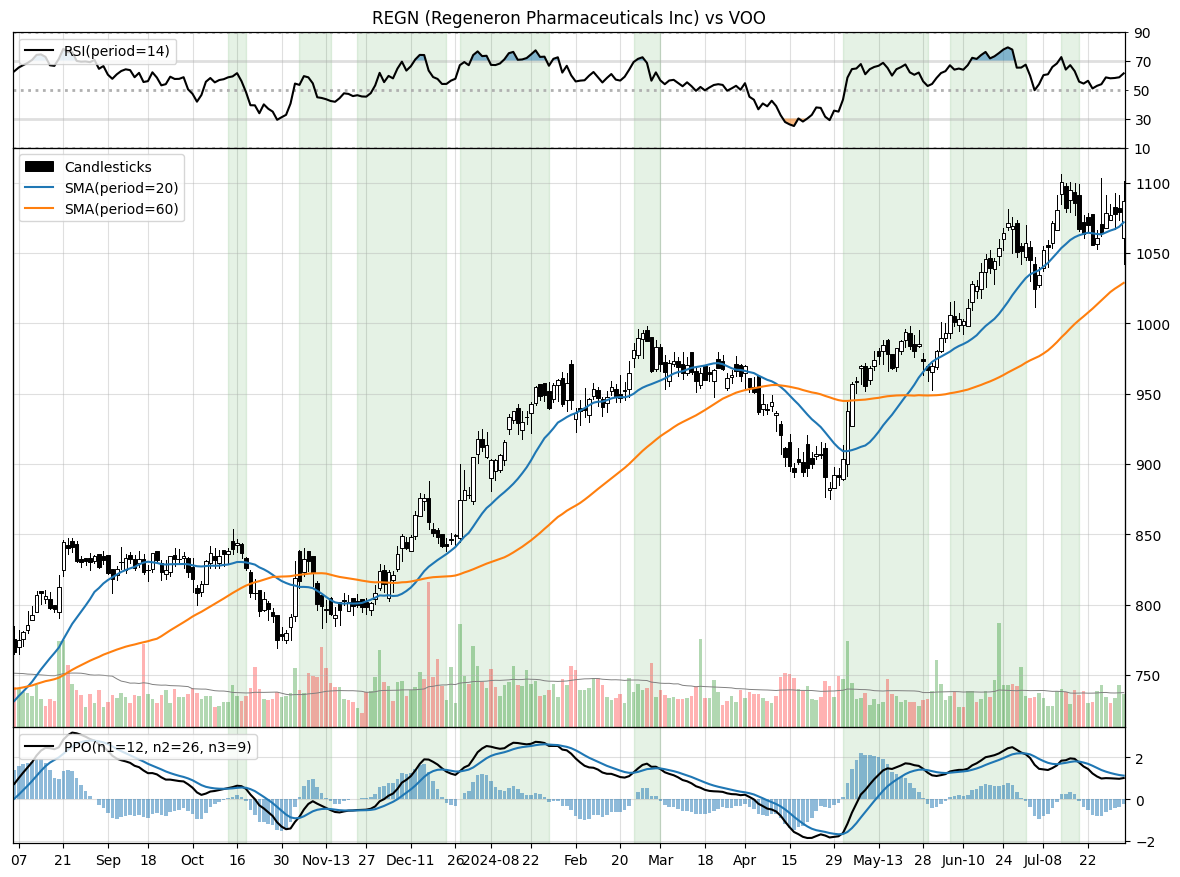 REGN (Regeneron Pharmaceuticals Inc) vs VOO
RSI(period=14)
90
70
50
30
10
Candlesticks
SMA(period=20)
SMA(period=60)
1100
1050
1000
950
900
850
800
750
PPO(n1=12, n2=26, n3=9)
2
0
−2
07 21 Sep 18 Oct 16 30 Nov-13 27 Dec-11 26 2024-08 22 Feb 20 Mar 18 Apr 15 29 May-13 28 Jun-10 24 Jul-08 22